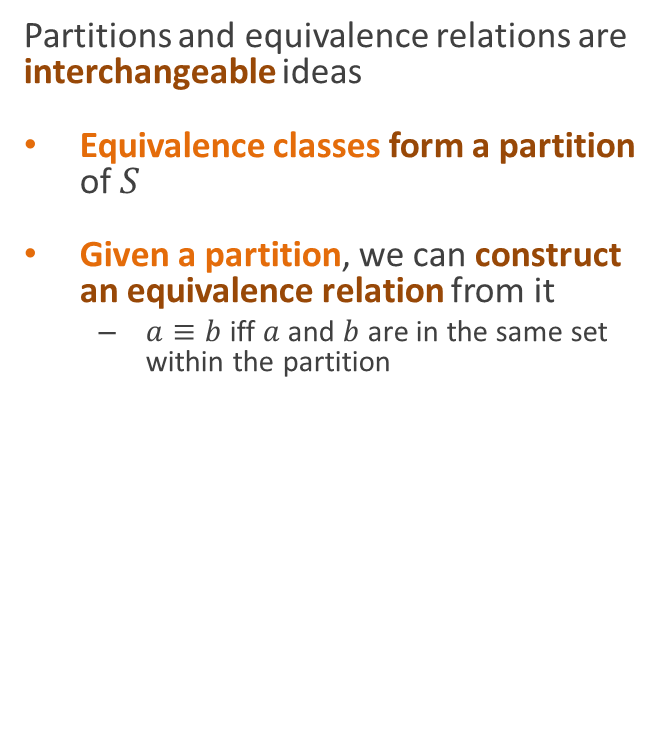 Partitions and equivalence relations are
interchangeable ideas
• Equivalence classes form a partition
of S
• Given a partition, we can construct
an equivalence relation from it
– a ≡ b iff a and b are in the same set
within the partition